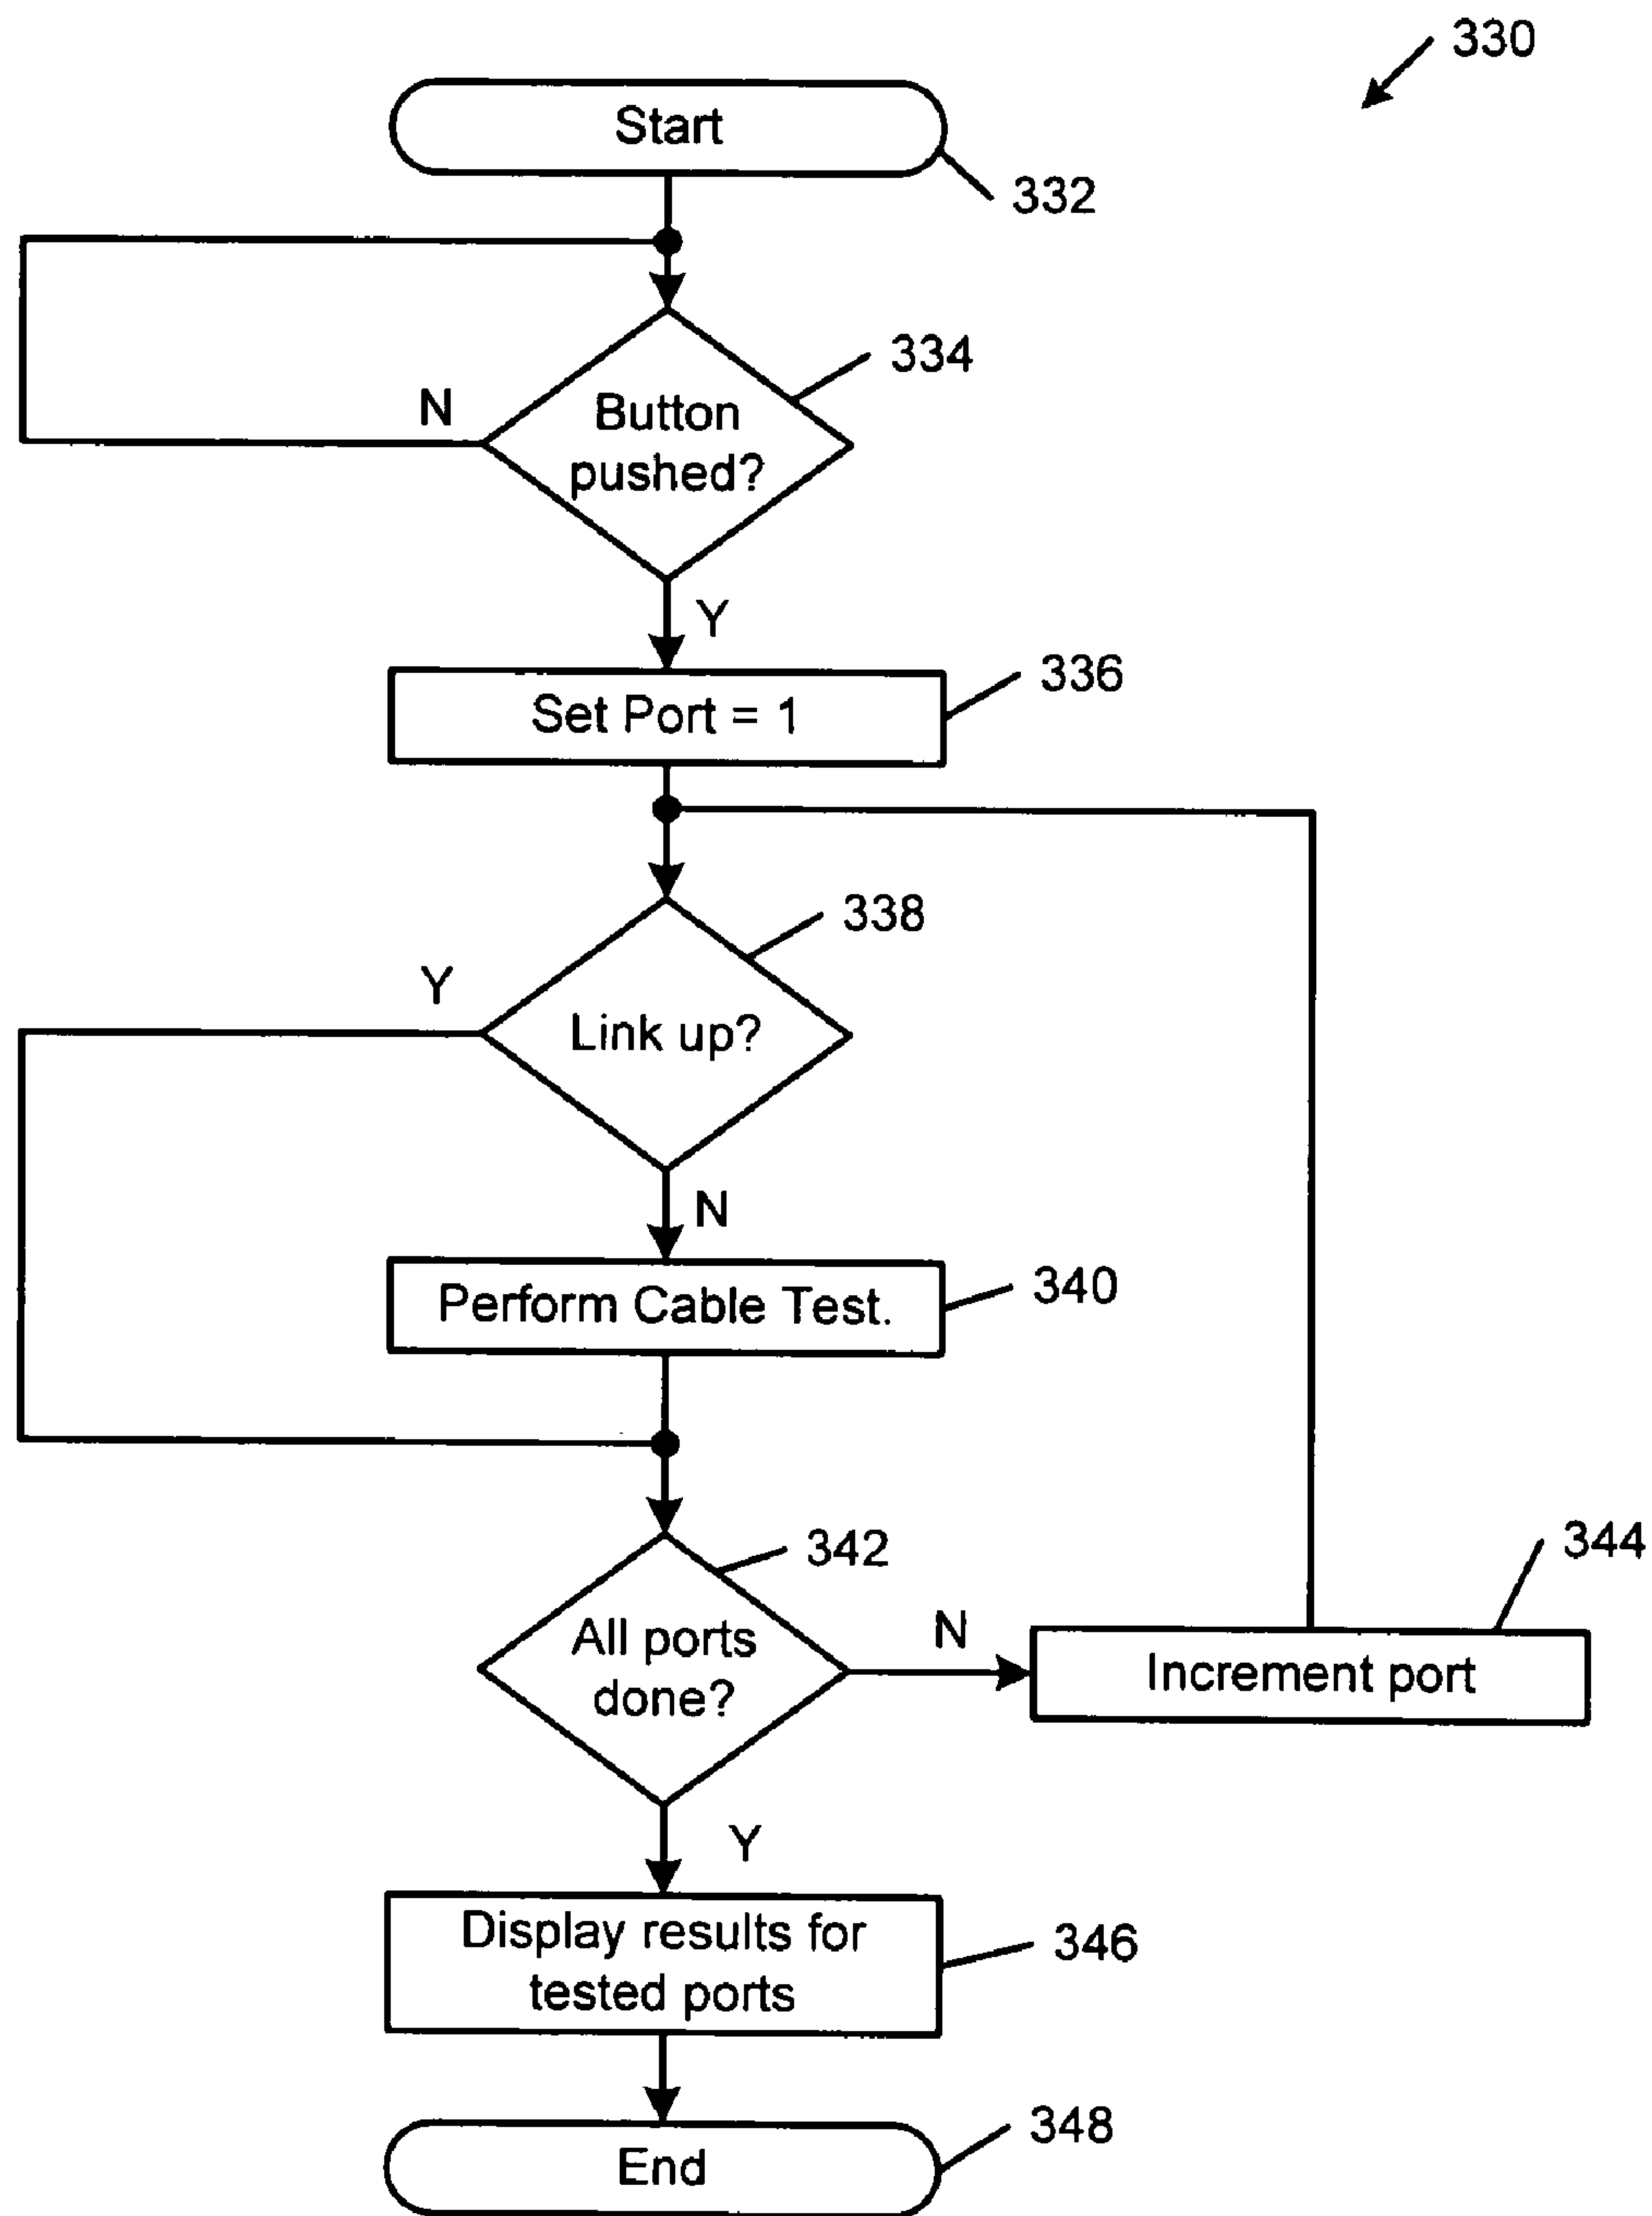 330
Start
332
334
N
Button
pushed?
Y
336
Set Port = 1
338
Y
Link up?
N
340
Perform Cable Test.
342
344
All ports
done?
N
Increment port
Y
Display results for
tested ports
346
348
End